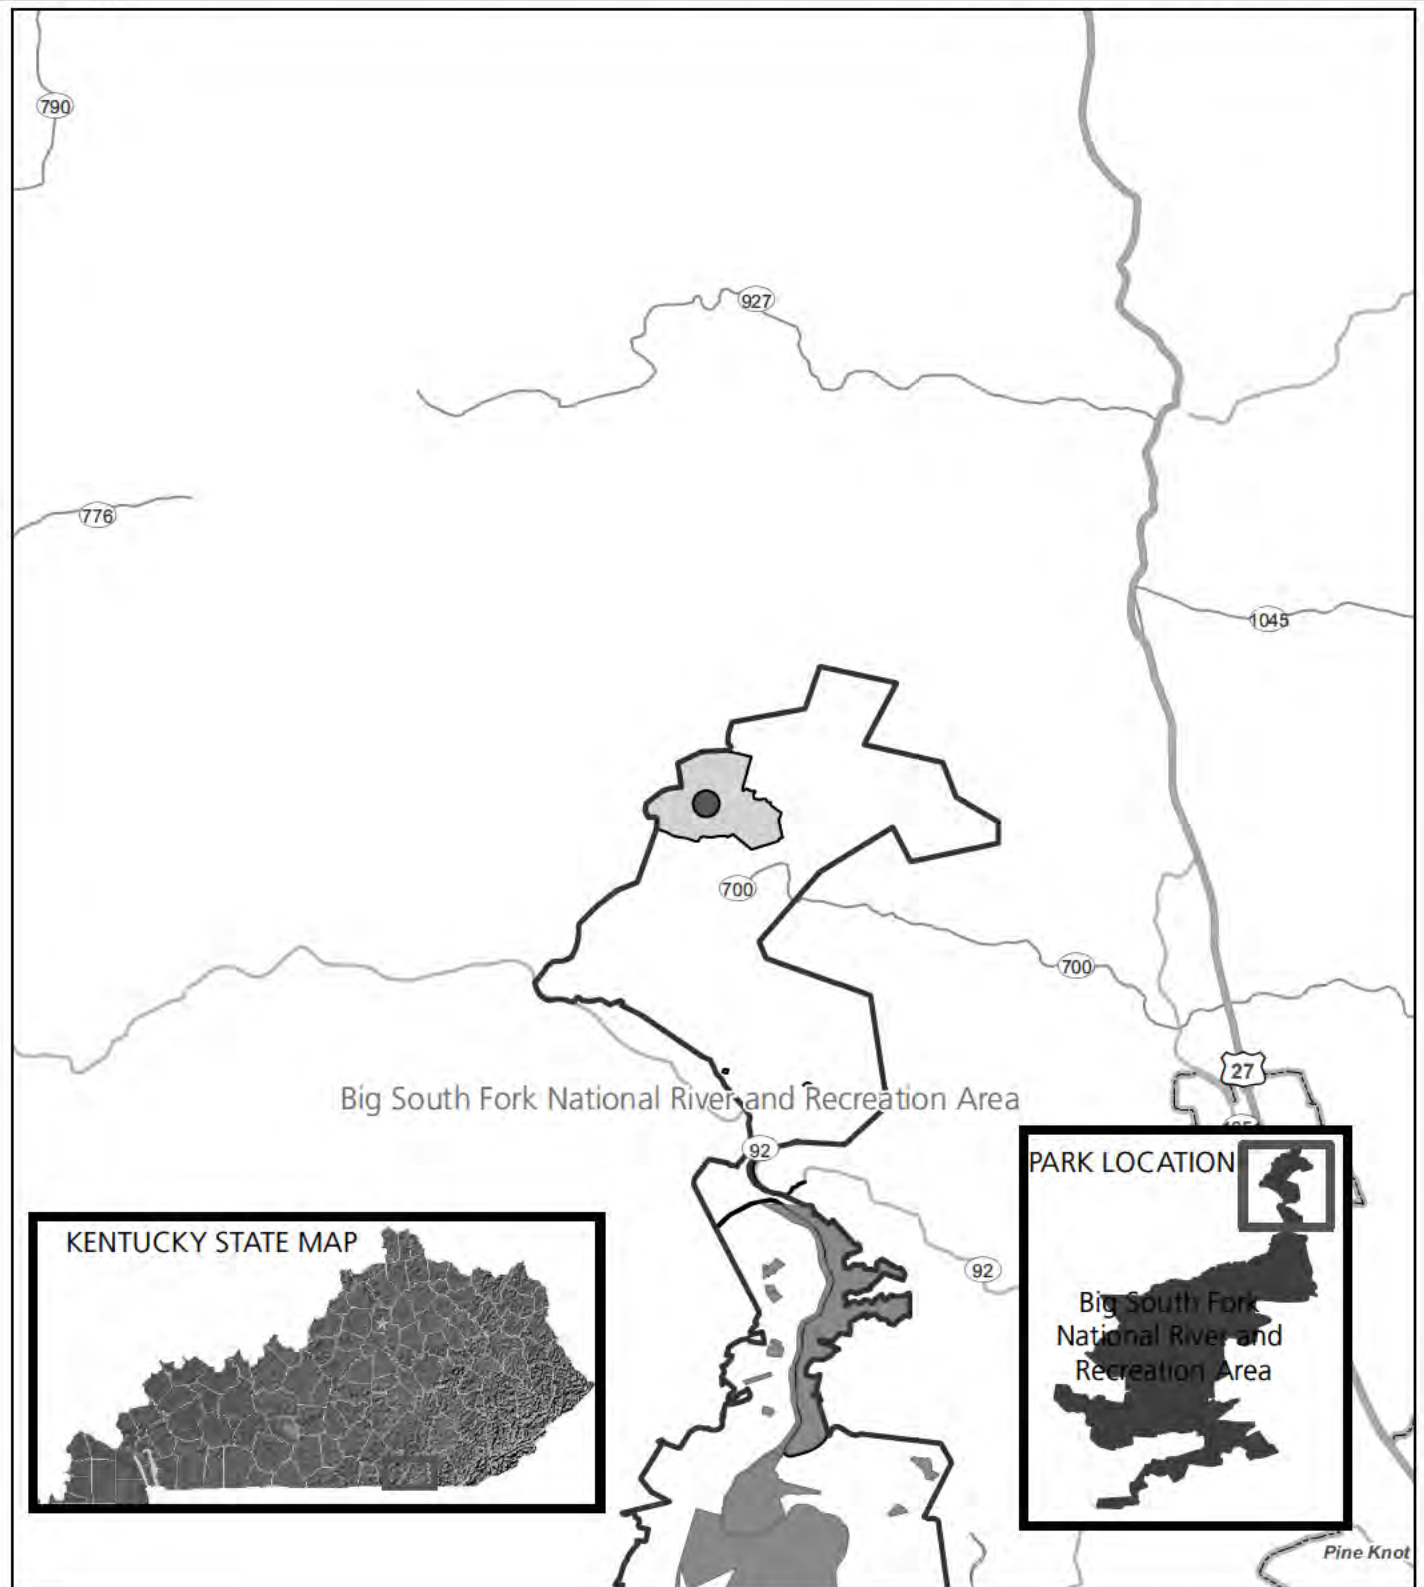 790
927
776
1045
700
700
27
Big South Fork National River and Recreation Area
92
PARK LOCATION
KENTUCKY STATE MAP
92
Big South Fork
National River and
Recreation Area
Pine Knot